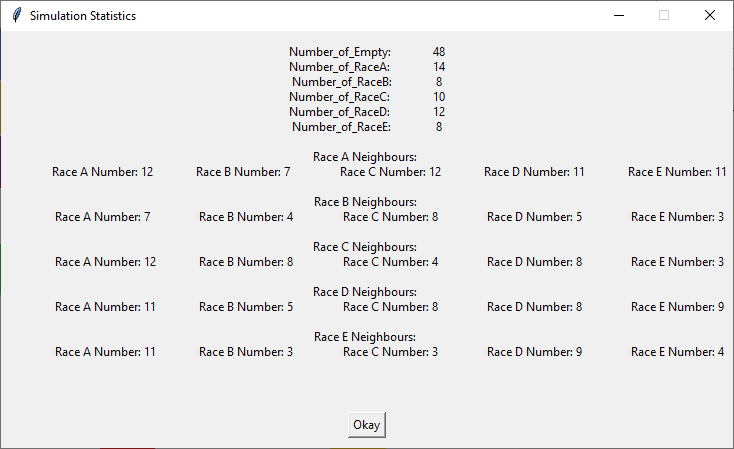 Simulation Statistics
Number_of_Empty: 48
Number_of_RaceA: 14
Number_of_RaceB: 8
Number_of_RaceC: 10
Number_of_RaceD: 12
Number_of_RaceE: 8
Race A Neighbours:
Race A Number: 12 Race B Number: 7 Race C Number: 12 Race D Number: 11 Race E Number: 11
Race B Neighbours:
Race A Number: 7 Race B Number: 4 Race C Number: 8 Race D Number: 5 Race E Number: 3
Race C Neighbours:
Race A Number: 12 Race B Number: 8 Race C Number: 4 Race D Number: 8 Race E Number: 3
Race D Neighbours:
Race A Number: 11 Race B Number: 5 Race C Number: 8 Race D Number: 8 Race E Number: 9
Race E Neighbours:
Race A Number: 11 Race B Number: 3 Race C Number: 3 Race D Number: 9 Race E Number: 4
Okay